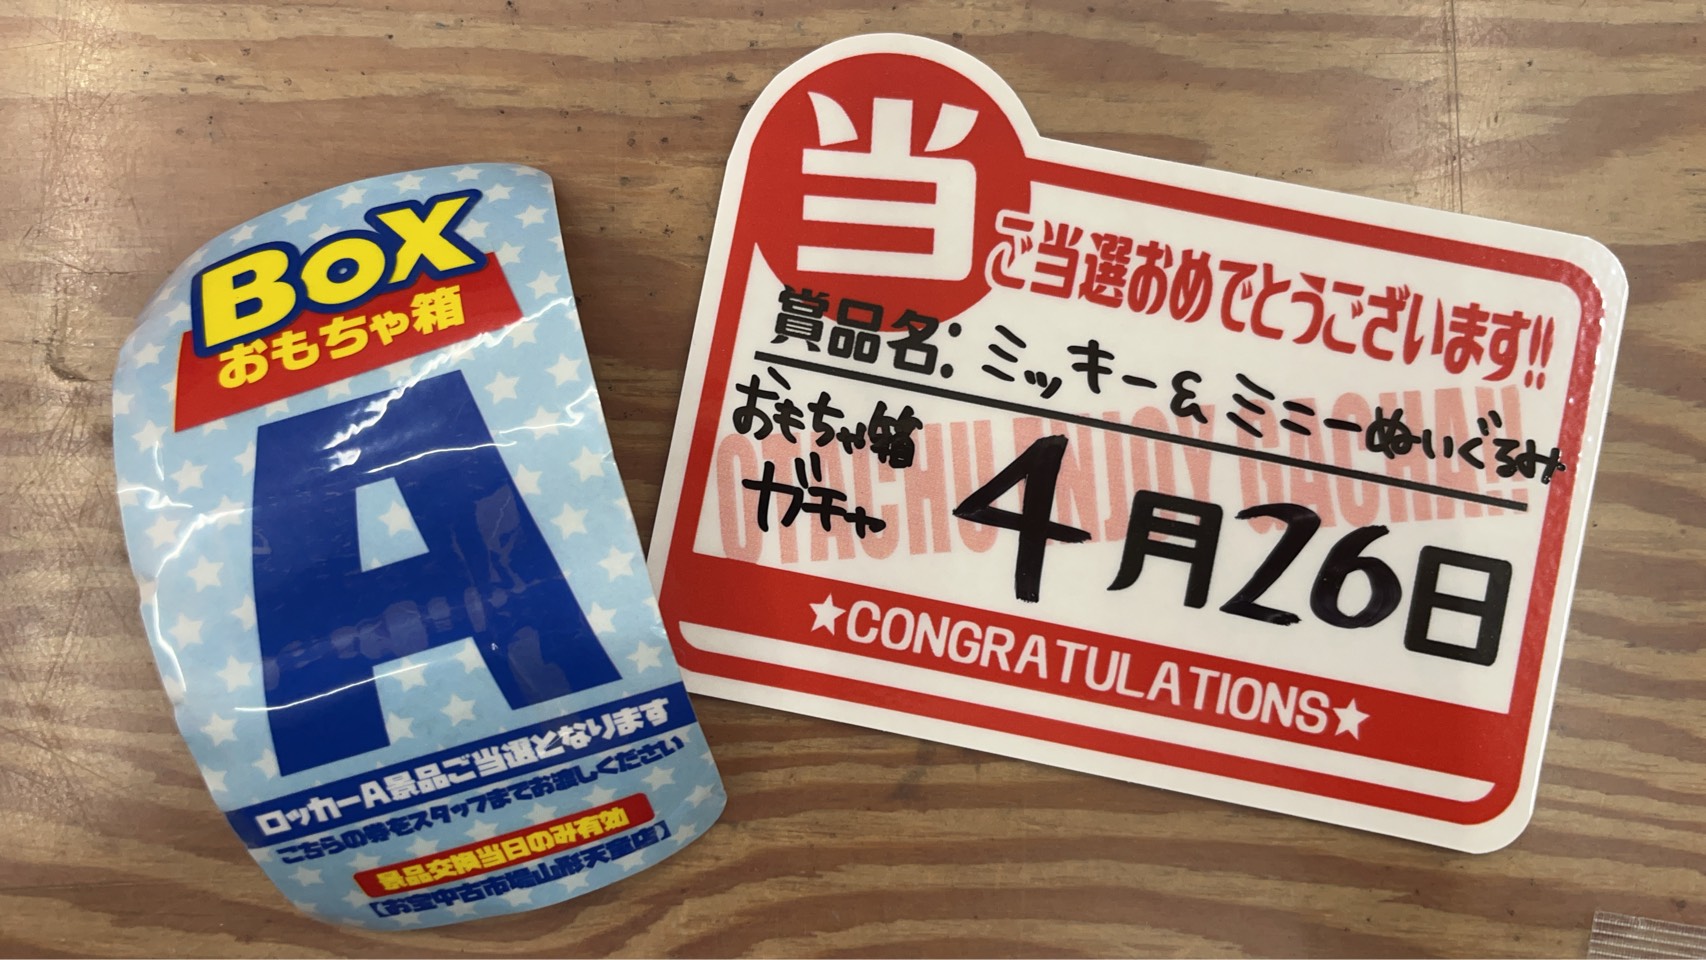 BOX
おもちゃ箱
A
ロッカーA景品ご当選となります
こちらの券をスタッフまでお渡しください
景品交換当日のみ有効
【お宝中古市場山形天童店】
当
ご当選おめでとうございます!!
賞品名:ミッキー&ミニーぬいぐるみ
おもちゃ箱
ガチャ
4月26日
OTACHU ENJOY GACHA!!
★CONGRATULATIONS★